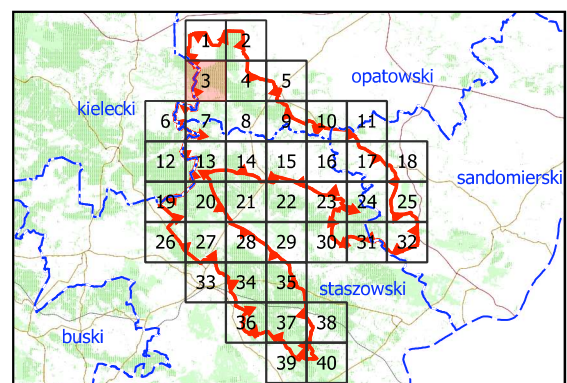 1 2
3 4 5 opatowski
kielecki 6 7 8 9 10 11
12 13 14 15 16 17 18
sandomierski
19 20 21 22 23 24 25
26 27 28 29 30 31 32
33 34 35 staszowski
buski 36 37 38
39 40